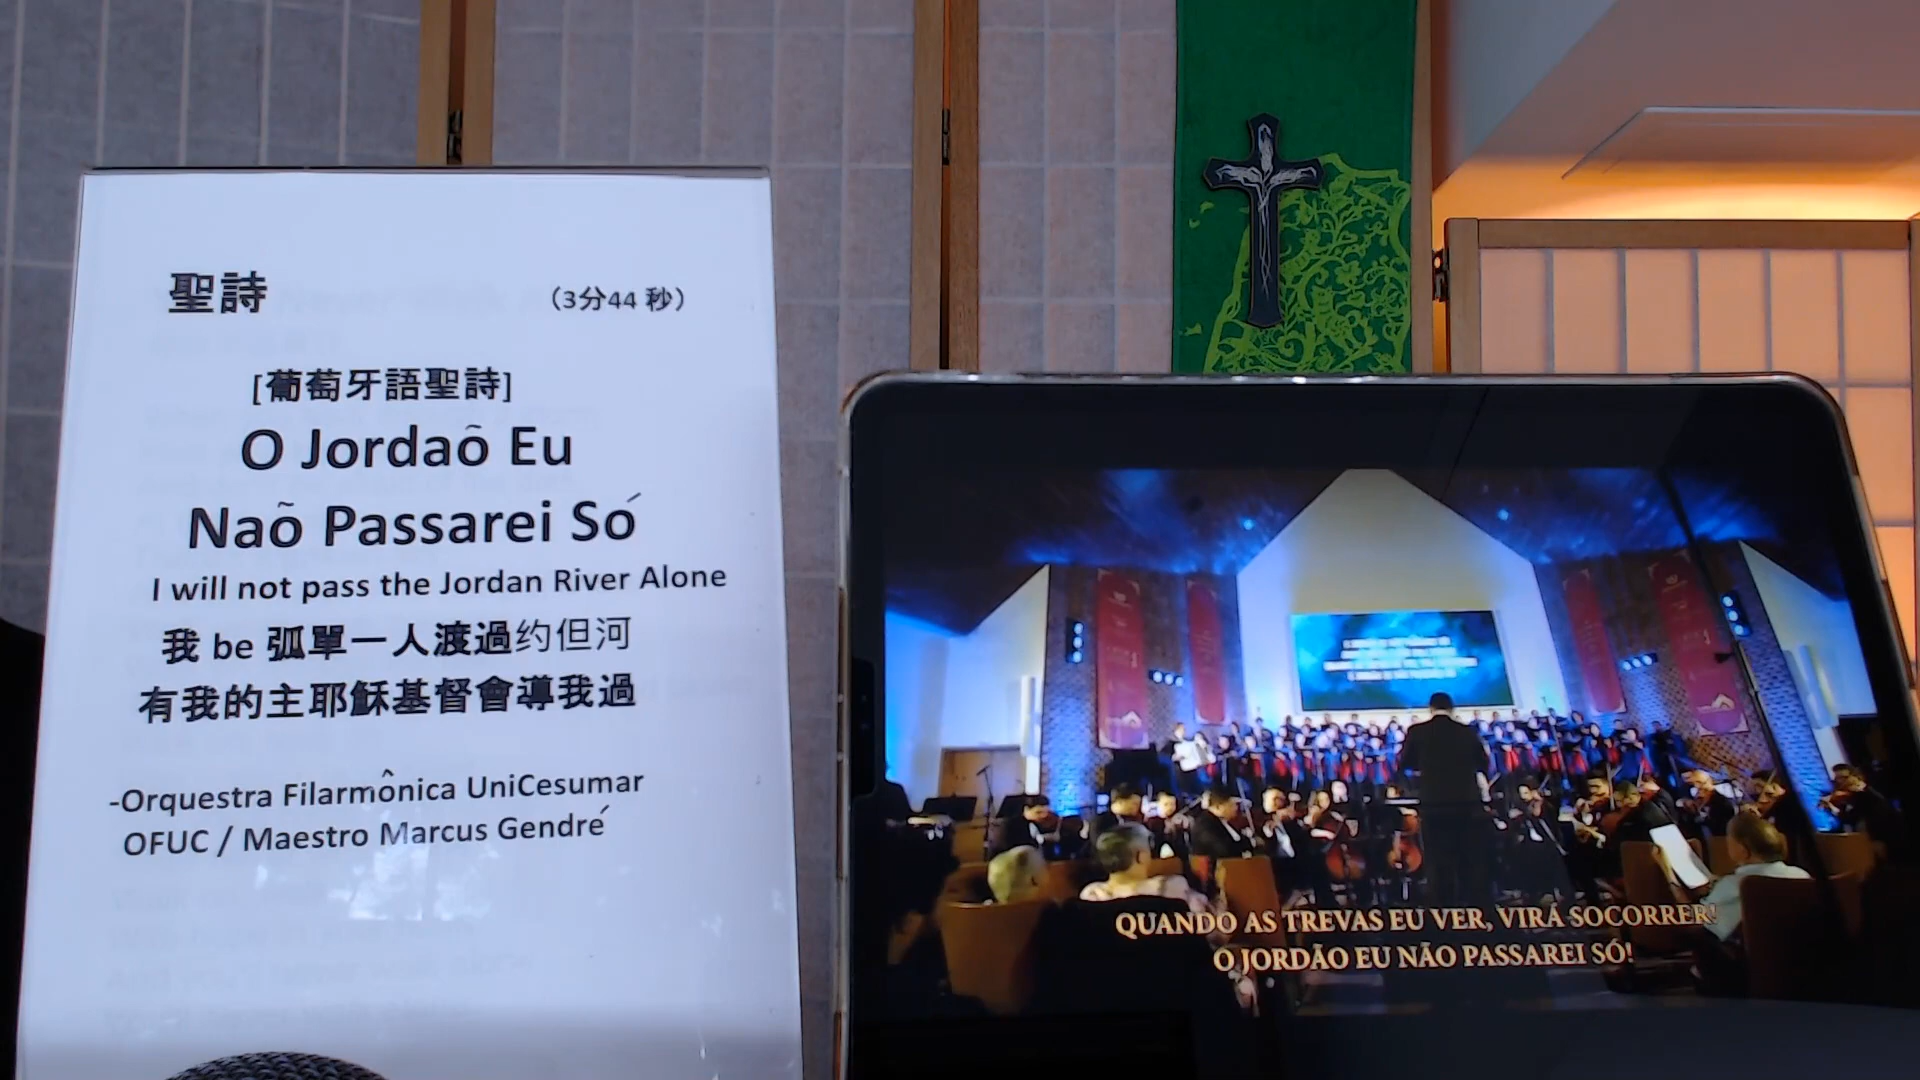 聖詩 (3分44 秒)
[葡萄牙語聖詩]
O Jordaõ Eu
Naõ Passarei Só
I will not pass the Jordan River Alone
我 be 弧單一人渡過约但河
有我的主耶穌基督會導我過
-Orquestra Filarmônica UniCesumar
OFUC / Maestro Marcus Gendré
QUANDO AS TREVAS EU VER, VIRÁ SOCORRER!
O JORDÃO EU NÃO PASSAREI SÓ!